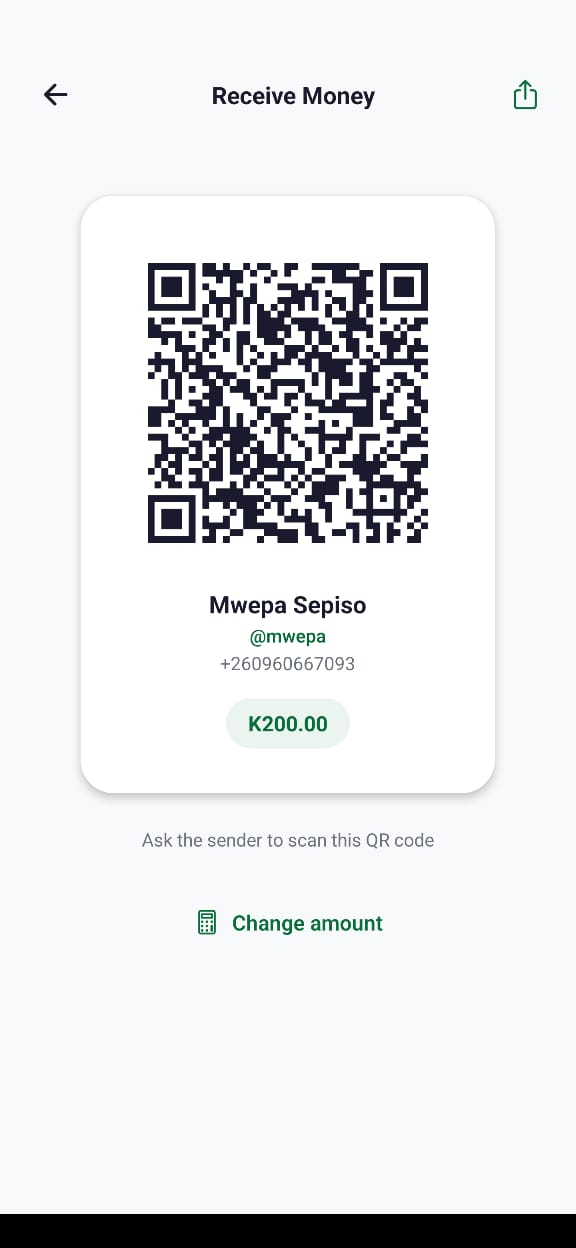 Receive Money
Mwepa Sepiso
@mwepa
+260960667093
K200.00
Ask the sender to scan this QR code
Change amount